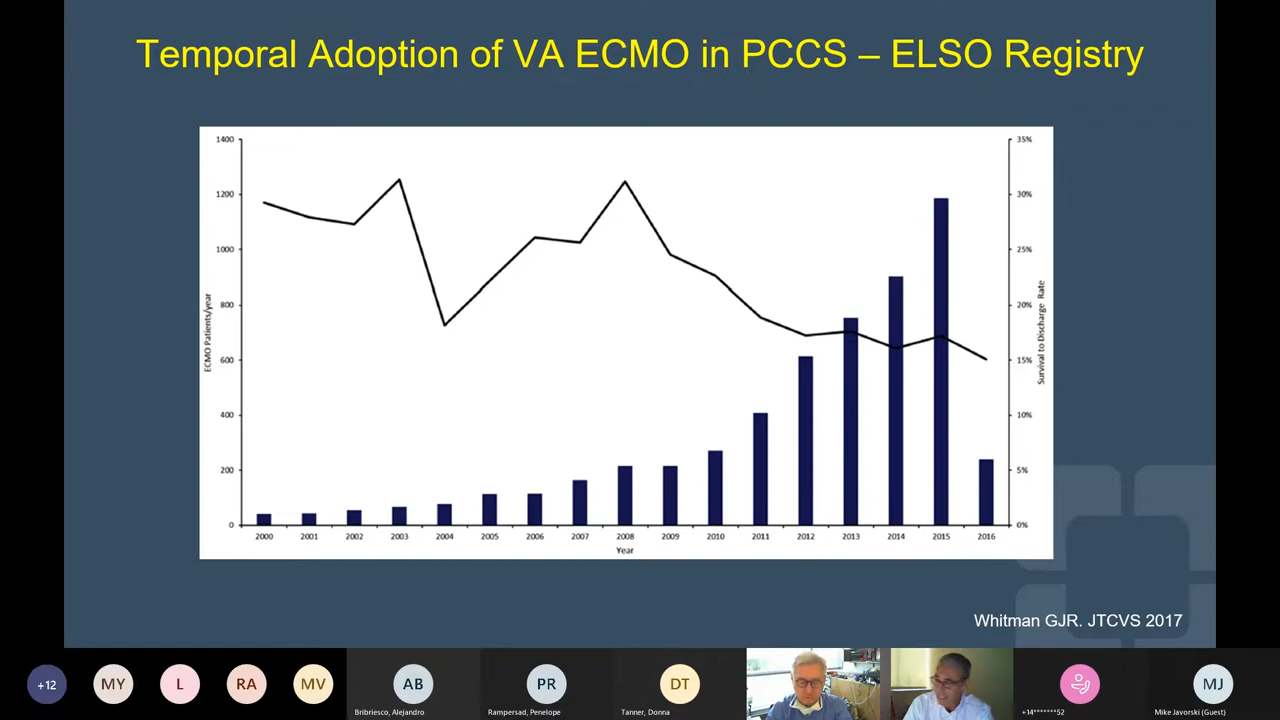 Temporal Adoption of VA ECMO in PCCS – ELSO Registry
1400
1200
1000
800
600
400
200
0
ECMO Patients/year
35%
30%
25%
20%
15%
10%
5%
0%
Survival to Discharge Rate
2000 2001 2002 2003 2004 2005 2006 2007 2008 2009 2010 2011 2012 2013 2014 2015 2016
Year
Whitman GJR. JTCVS 2017
+12 MY L RA MV AB PR DT MJ
Bribriesco, Alejandro Rampersad, Penelope Tanner, Donna +14*******52 Mike Javorski (Guest)